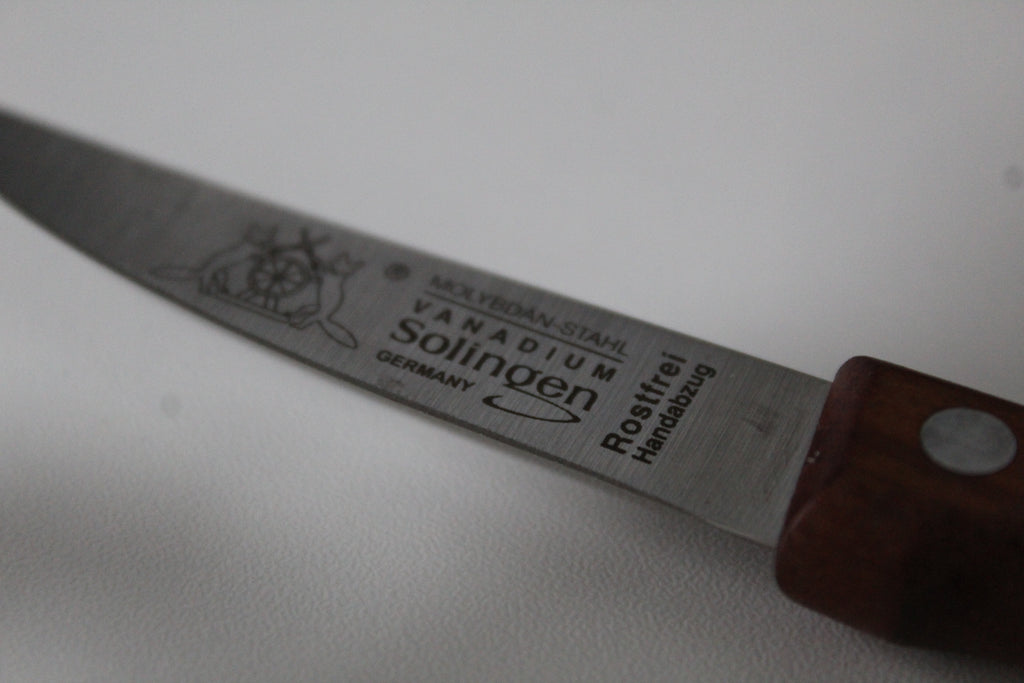 ®
MOLYBDÄN-STAHL
VANADIUM
Solingen
GERMANY
Rostfrei
Handabzug